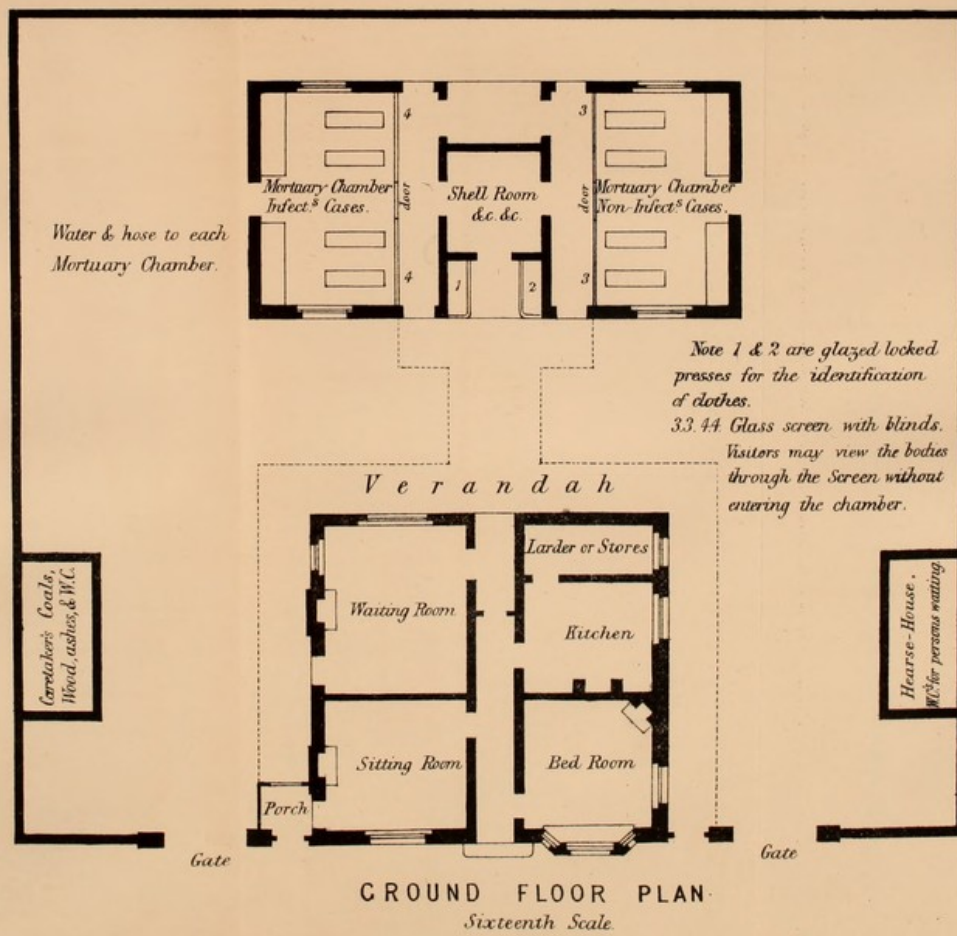 4
3
Mortuary Chamber
Infect.s Cases.
door
Shell Room
&c. &c.
door
Mortuary Chamber
Non-Infect.s Cases.
4
1
2
3
Water & hose to each
Mortuary Chamber.
Note 1 & 2 are glazed locked
presses for the identification
of clothes.
3.3.4.4. Glass screen with blinds.
Visitors may view the bodies
through the Screen without
entering the chamber.
Verandah
Larder or Stores
Waiting Room
Kitchen
Caretaker's Coals,
Wood, ashes, & W.C.
Hearse-House,
W.C.s for persons waiting.
Sitting Room
Bed Room
Porch
Gate
Gate
GROUND FLOOR PLAN.
Sixteenth Scale.